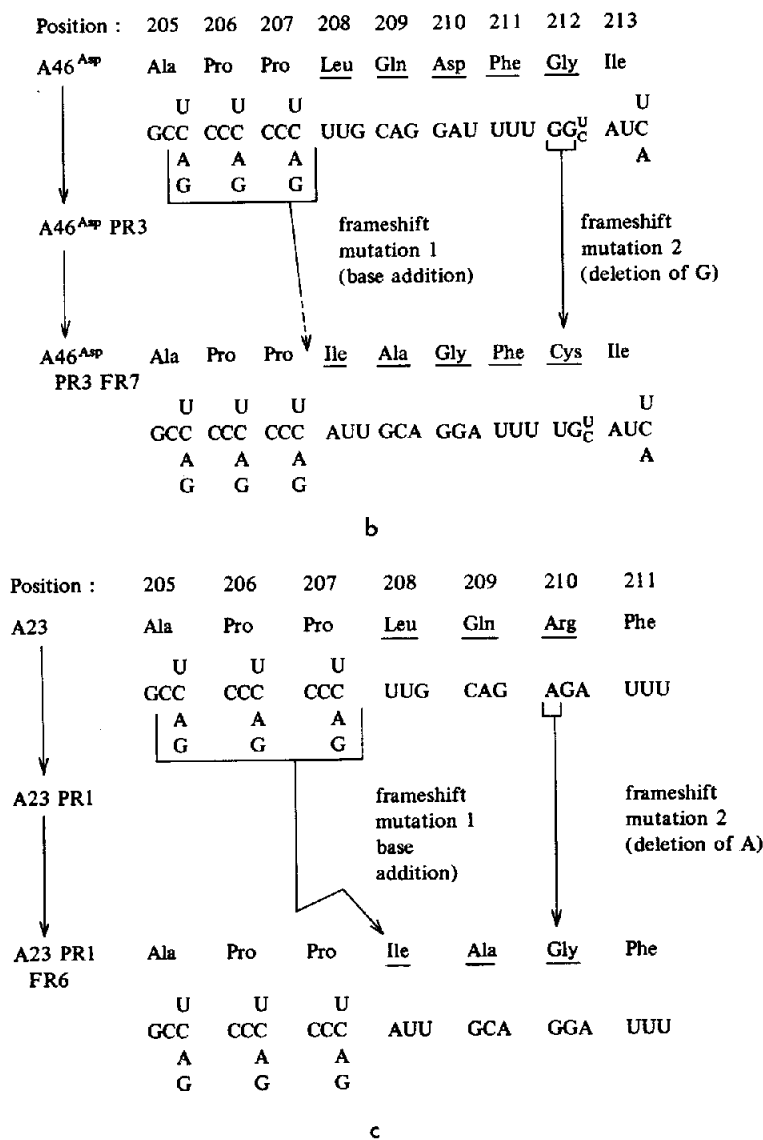 Position : 205 206 207 208 209 210 211 212 213
A46Asp Ala Pro Pro Leu Gln Asp Phe Gly Ile
U U U U
GCC CCC CCC UUG CAG GAU UUU GGU AUC
C
A A A A
G G G
A46Asp PR3
frameshift mutation 1 (base addition)
frameshift mutation 2 (deletion of G)
A46Asp Ala Pro Pro Ile Ala Gly Phe Cys Ile
PR3 FR7
U U U U
GCC CCC CCC AUU GCA GGA UUU UGU AUC
C
A A A A
G G G
b
Position : 205 206 207 208 209 210 211
A23 Ala Pro Pro Leu Gln Arg Phe
U U U
GCC CCC CCC UUG CAG AGA UUU
A A A
G G G
A23 PR1
frameshift mutation 1 base addition)
frameshift mutation 2 (deletion of A)
A23 PR1 Ala Pro Pro Ile Ala Gly Phe
FR6
U U U
GCC CCC CCC AUU GCA GGA UUU
A A A
G G G
c